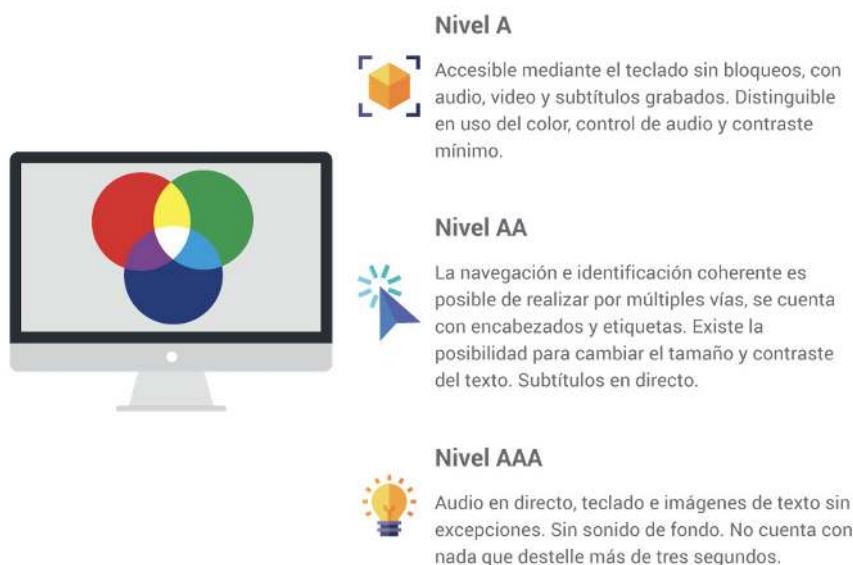 Nivel A
Accesible mediante el teclado sin bloqueos, con
audio, video y subtítulos grabados. Distinguible
en uso del color, control de audio y contraste
mínimo.
Nivel AA
La navegación e identificación coherente es
posible de realizar por múltiples vías, se cuenta
con encabezados y etiquetas. Existe la
posibilidad para cambiar el tamaño y contraste
del texto. Subtítulos en directo.
Nivel AAA
Audio en directo, teclado e imágenes de texto sin
excepciones. Sin sonido de fondo. No cuenta con
nada que destelle más de tres segundos.